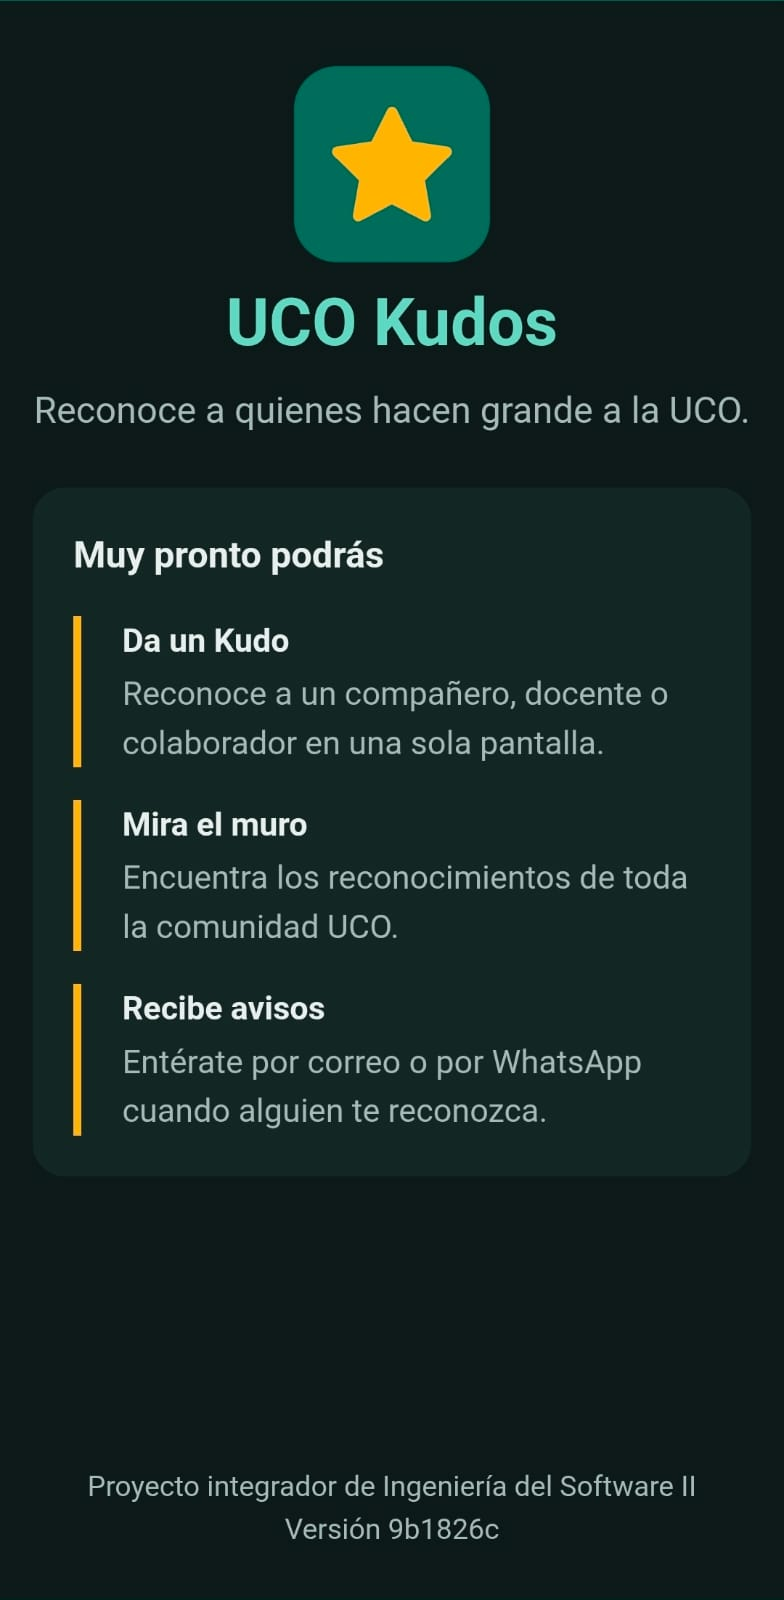 UCO Kudos
Reconoce a quienes hacen grande a la UCO.
Muy pronto podrás
Da un Kudo
Reconoce a un compañero, docente o
colaborador en una sola pantalla.
Mira el muro
Encuentra los reconocimientos de toda
la comunidad UCO.
Recibe avisos
Entérate por correo o por WhatsApp
cuando alguien te reconozca.
Proyecto integrador de Ingeniería del Software II
Versión 9b1826c